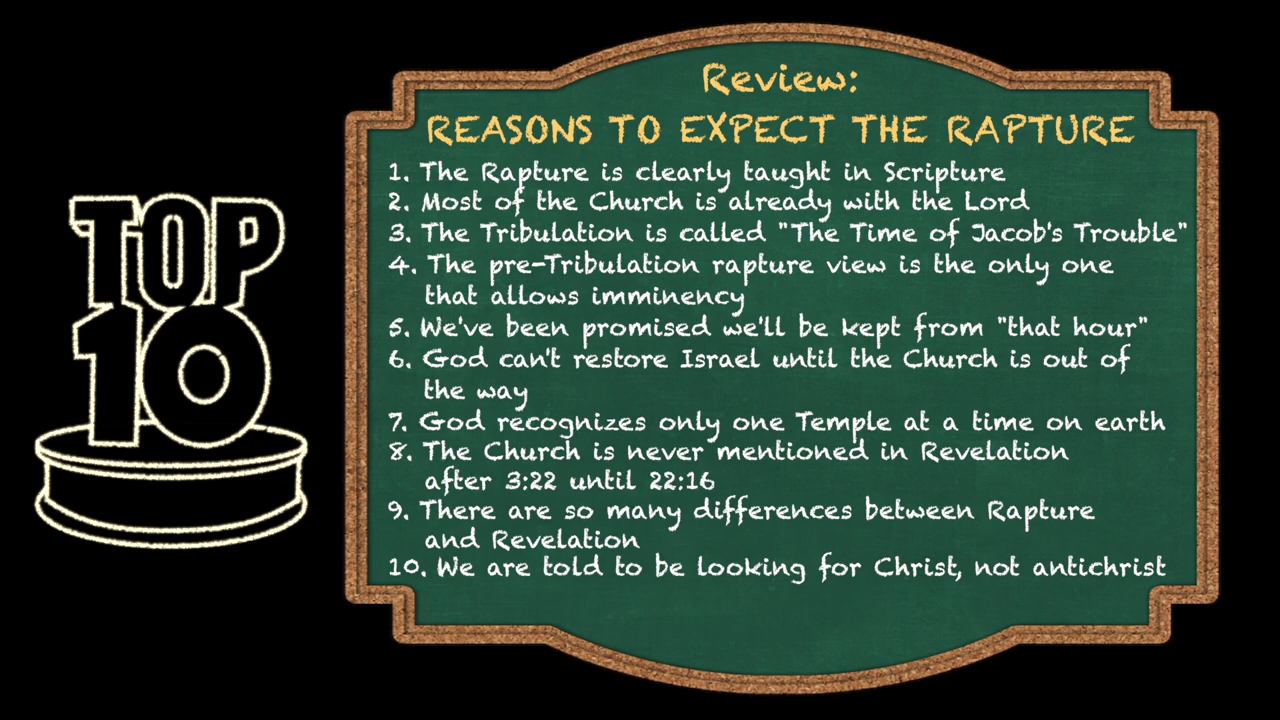 TOP
10
Review:
REASONS TO EXPECT THE RAPTURE
1. The Rapture is clearly taught in Scripture
2. Most of the Church is already with the Lord
3. The Tribulation is called "The Time of Jacob's Trouble"
4. The pre-Tribulation rapture view is the only one
that allows imminency
5. We've been promised we'll be kept from "that hour"
6. God can't restore Israel until the Church is out of
the way
7. God recognizes only one Temple at a time on earth
8. The Church is never mentioned in Revelation
after 3:22 until 22:16
9. There are so many differences between Rapture
and Revelation
10. We are told to be looking for Christ, not antichrist